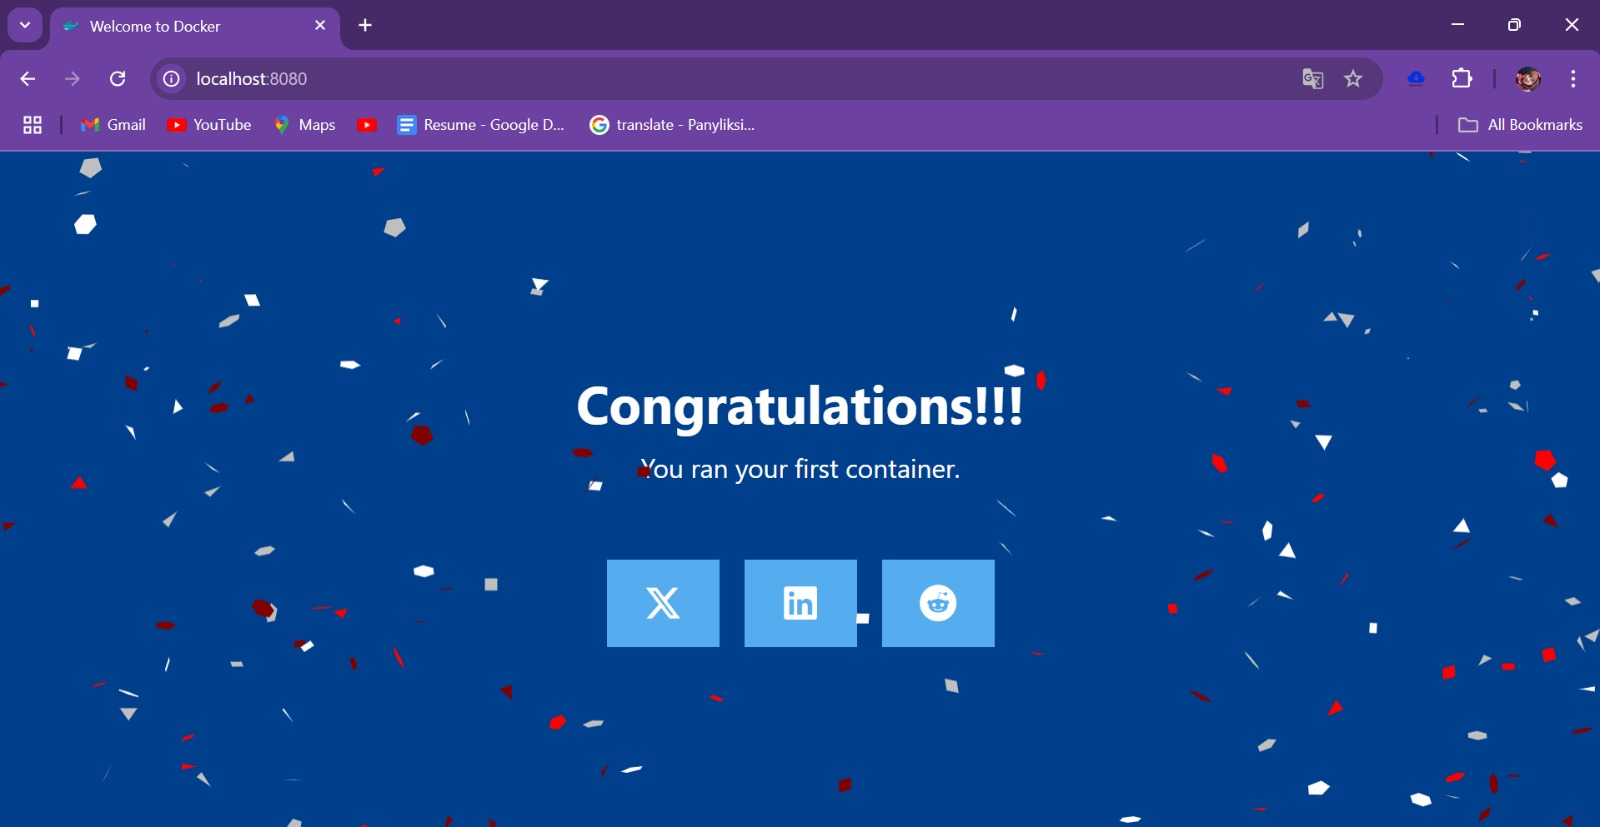 Welcome to Docker
localhost:8080
Gmail
YouTube
Maps
Resume - Google D...
translate - Panyliksi...
All Bookmarks
Congratulations!!!
You ran your first container.